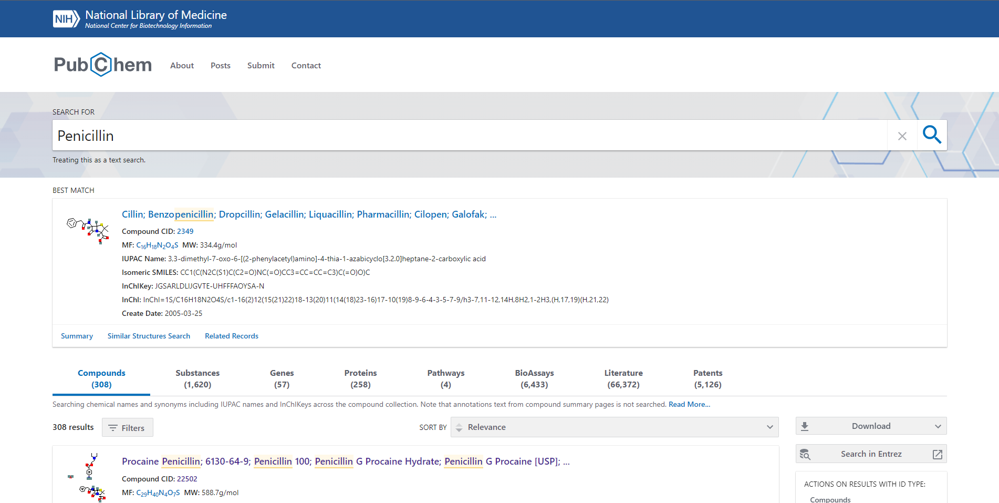 NIH National Library of Medicine
National Center for Biotechnology Information
PubChem About Posts Submit Contact
SEARCH FOR
Penicillin
Treating this as a text search.
BEST MATCH
Cillin; Benzopenicillin; Dropcillin; Gelacillin; Liquacillin; Pharmacillin; Cilopen; Galofak; ...
Compound CID: 2349
MF: C₁₆H₁₈N₂O₄S MW: 334.4g/mol
IUPAC Name: 3,3-dimethyl-7-oxo-6-[(2-phenylacetyl)amino]-4-thia-1-azabicyclo[3.2.0]heptane-2-carboxylic acid
Isomeric SMILES: CC1(C(N2C(S1)C(C2=O)NC(=O)CC3=CC=CC=C3)C(=O)O)C
InChIKey: JGSARLDLIJGVTE-UHFFFAOYSA-N
InChI: InChI=1S/C16H18N2O4S/c1-16(2)12(15(21)22)18-13(20)11(14(18)23-16)17-10(19)8-9-6-4-3-5-7-9/h3-7,11-12,14H,8H2,1-2H3,(H,17,19)(H,21,22)
Create Date: 2005-03-25
Summary Similar Structures Search Related Records
Compounds Substances Genes Proteins Pathways BioAssays Literature Patents
(308) (1,620) (57) (258) (4) (6,433) (66,372) (5,126)
Searching chemical names and synonyms including IUPAC names and InChIKeys across the compound collection. Note that annotations text from compound summary pages is not searched. Read More...
308 results Filters SORT BY Relevance Download
Search in Entrez
Procaine Penicillin; 6130-64-9; Penicillin 100; Penicillin G Procaine Hydrate; Penicillin G Procaine [USP]; ...
Compound CID: 22502
MF: C₂₉H₄₀N₄O₇S MW: 588.7g/mol
ACTIONS ON RESULTS WITH ID TYPE:
Compounds